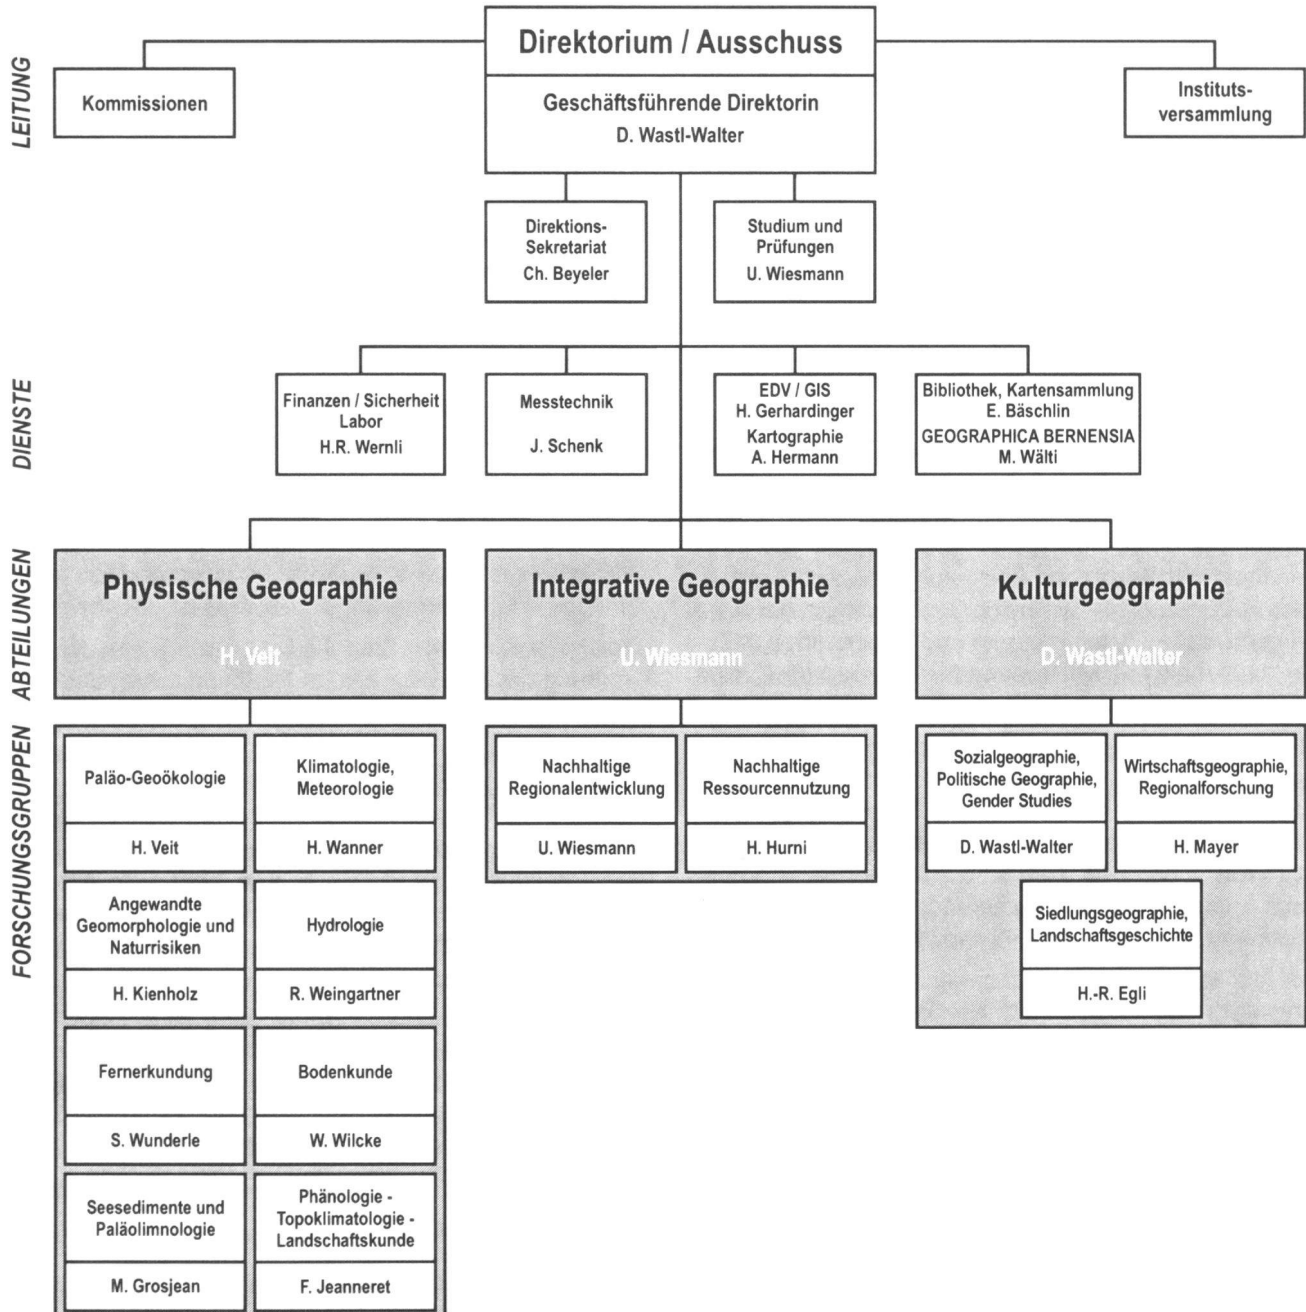 LEITUNG
Direktorium / Ausschuss
Kommissionen
Geschäftsführende Direktorin
D. Wastl-Walter
Instituts-
versammlung
Direktions-
Sekretariat
Ch. Beyeler
Studium und
Prüfungen
U. Wiesmann
DIENSTE
Finanzen / Sicherheit
Labor
H.R. Wernli
Messtechnik
J. Schenk
EDV / GIS
H. Gerhardinger
Kartographie
A. Hermann
Bibliothek, Kartensammlung
E. Bäschlin
GEOGRAPHICA BERNENSIA
M. Wälti
ABTEILUNGEN
Physische Geographie
H. Veit
Integrative Geographie
U. Wiesmann
Kulturgeographie
D. Wastl-Walter
FORSCHUNGSGRUPPEN
Paläo-Geoökologie
H. Veit
Klimatologie,
Meteorologie
H. Wanner
Angewandte
Geomorphologie und
Naturrisiken
H. Kienholz
Hydrologie
R. Weingartner
Fernerkundung
S. Wunderle
Bodenkunde
W. Wilcke
Seesedimente und
Paläolimnologie
M. Grosjean
Phänologie -
Topoklimatologie -
Landschaftskunde
F. Jeanneret
Nachhaltige
Regionalentwicklung
U. Wiesmann
Nachhaltige
Ressourcennutzung
H. Hurni
Sozialgeographie,
Politische Geographie,
Gender Studies
D. Wastl-Walter
Wirtschaftsgeographie,
Regionalforschung
H. Mayer
Siedlungsgeographie,
Landschaftsgeschichte
H.-R. Egli